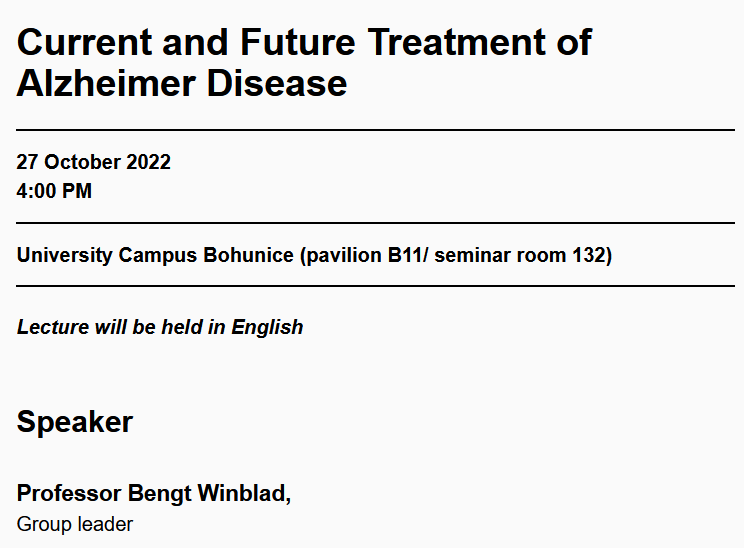 Current and Future Treatment of
Alzheimer Disease
27 October 2022
4:00 PM
University Campus Bohunice (pavilion B11/ seminar room 132)
Lecture will be held in English
Speaker
Professor Bengt Winblad,
Group leader